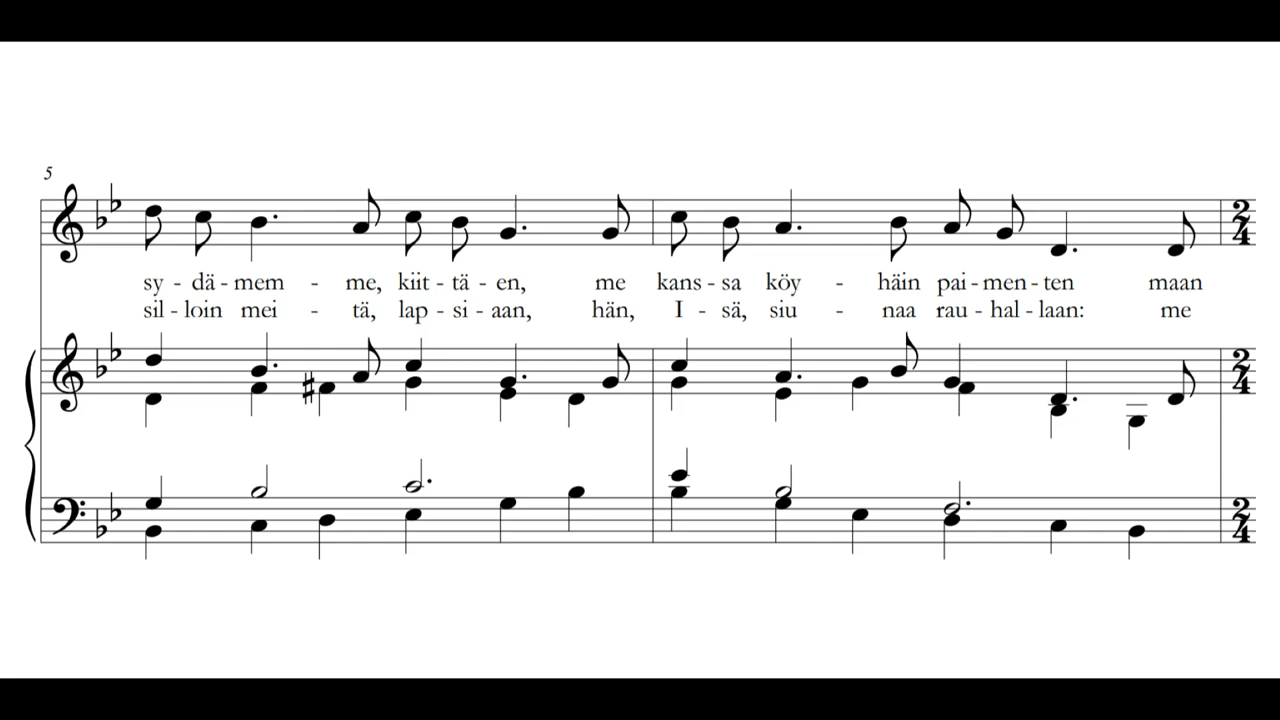 5
sy - dä - mem - me, kiit - tä - en, me kans - sa köy - häin pai - men - ten maan
sil - loin mei - tä, lap - si - aan, hän, I - sä, siu - naa rau - hal - laan: me